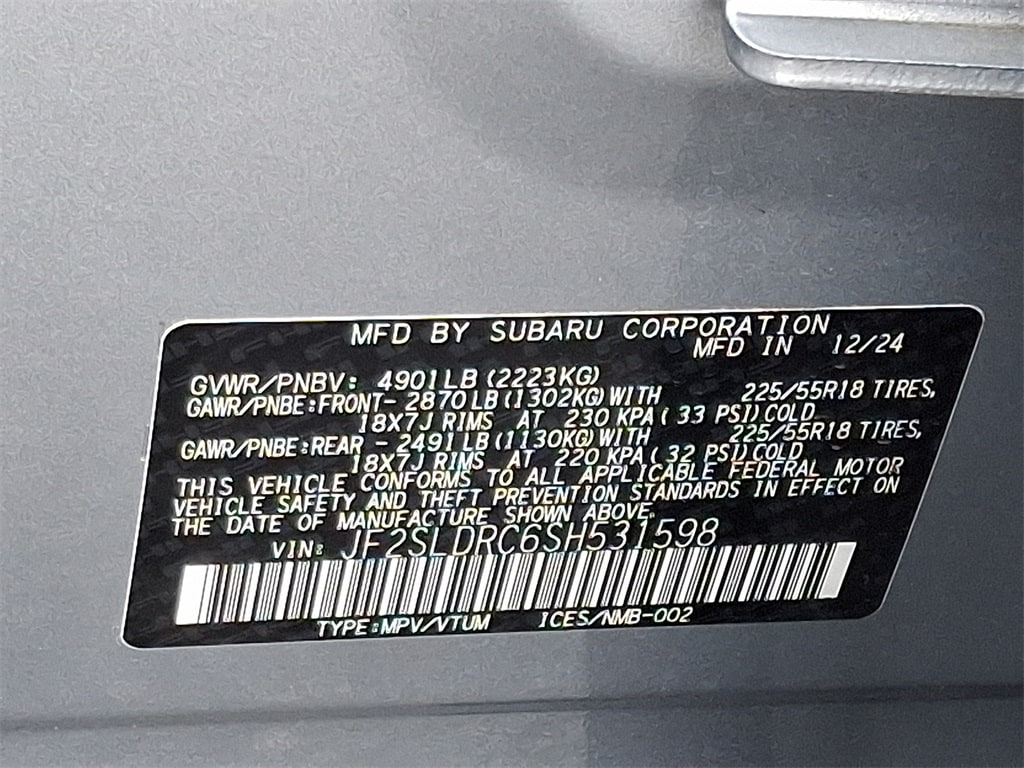 MFD BY SUBARU CORPORATION
MFD IN 12/24
GVWR/PNBV: 4901LB (2223KG)
GAWR/PNBE:FRONT- 2870LB(1302KG)WITH 225/55R18 TIRES,
18X7J RIMS AT 230 KPA( 33 PSI)COLD
GAWR/PNBE:REAR - 2491LB(1130KG)WITH 225/55R18 TIRES,
18X7J RIMS AT 220 KPA( 32 PSI)COLD
THIS VEHICLE CONFORMS TO ALL APPLICABLE FEDERAL MOTOR
VEHICLE SAFETY AND THEFT PREVENTION STANDARDS IN EFFECT ON
THE DATE OF MANUFACTURE SHOWN ABOVE.
VIN: JF2SLDRC6SH531598
TYPE:MPV/VTUM ICES/NMB-002